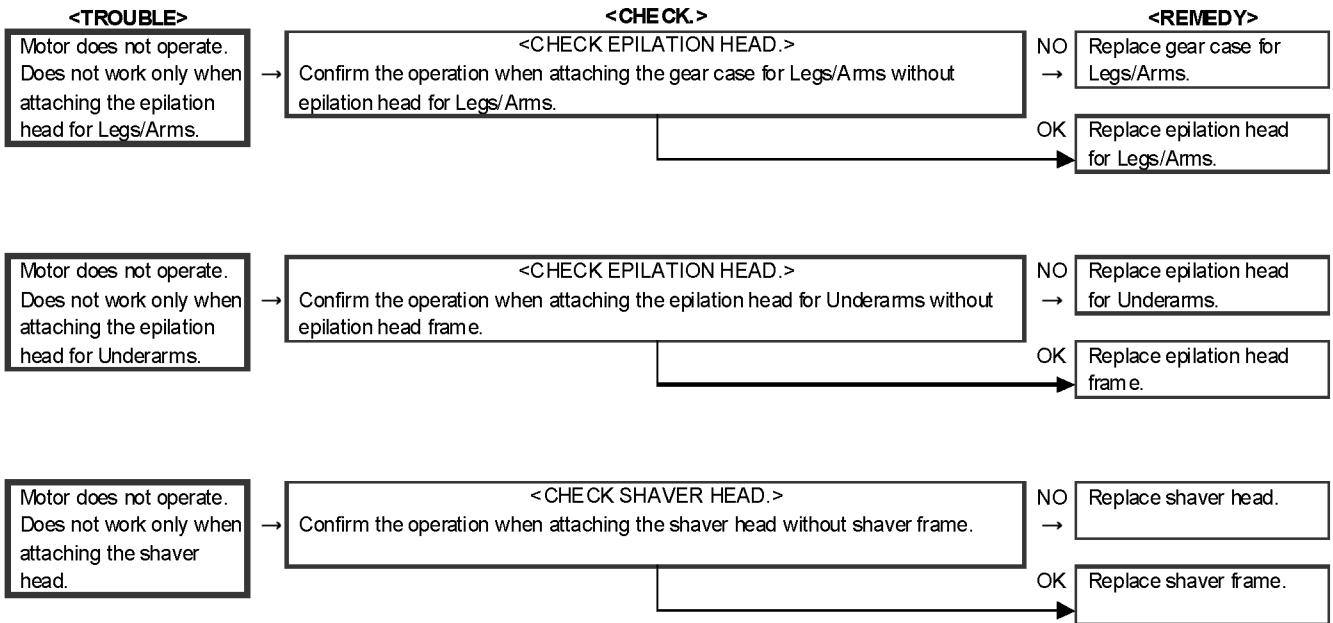 <TROUBLE>
<CHECK.>
<REMEDY>
Motor does not operate.
Does not work only when
attaching the epilation
head for Legs/Arms.
→
<CHECK EPILATION HEAD.>
Confirm the operation when attaching the gear case for Legs/Arms without
epilation head for Legs/Arms.
NO
→
Replace gear case for
Legs/Arms.
OK
Replace epilation head
for Legs/Arms.
Motor does not operate.
Does not work only when
attaching the epilation
head for Underarms.
→
<CHECK EPILATION HEAD.>
Confirm the operation when attaching the epilation head for Underarms without
epilation head frame.
NO
→
Replace epilation head
for Underarms.
OK
Replace epilation head
frame.
Motor does not operate.
Does not work only when
attaching the shaver
head.
→
<CHECK SHAVER HEAD.>
Confirm the operation when attaching the shaver head without shaver frame.
NO
→
Replace shaver head.
OK
Replace shaver frame.